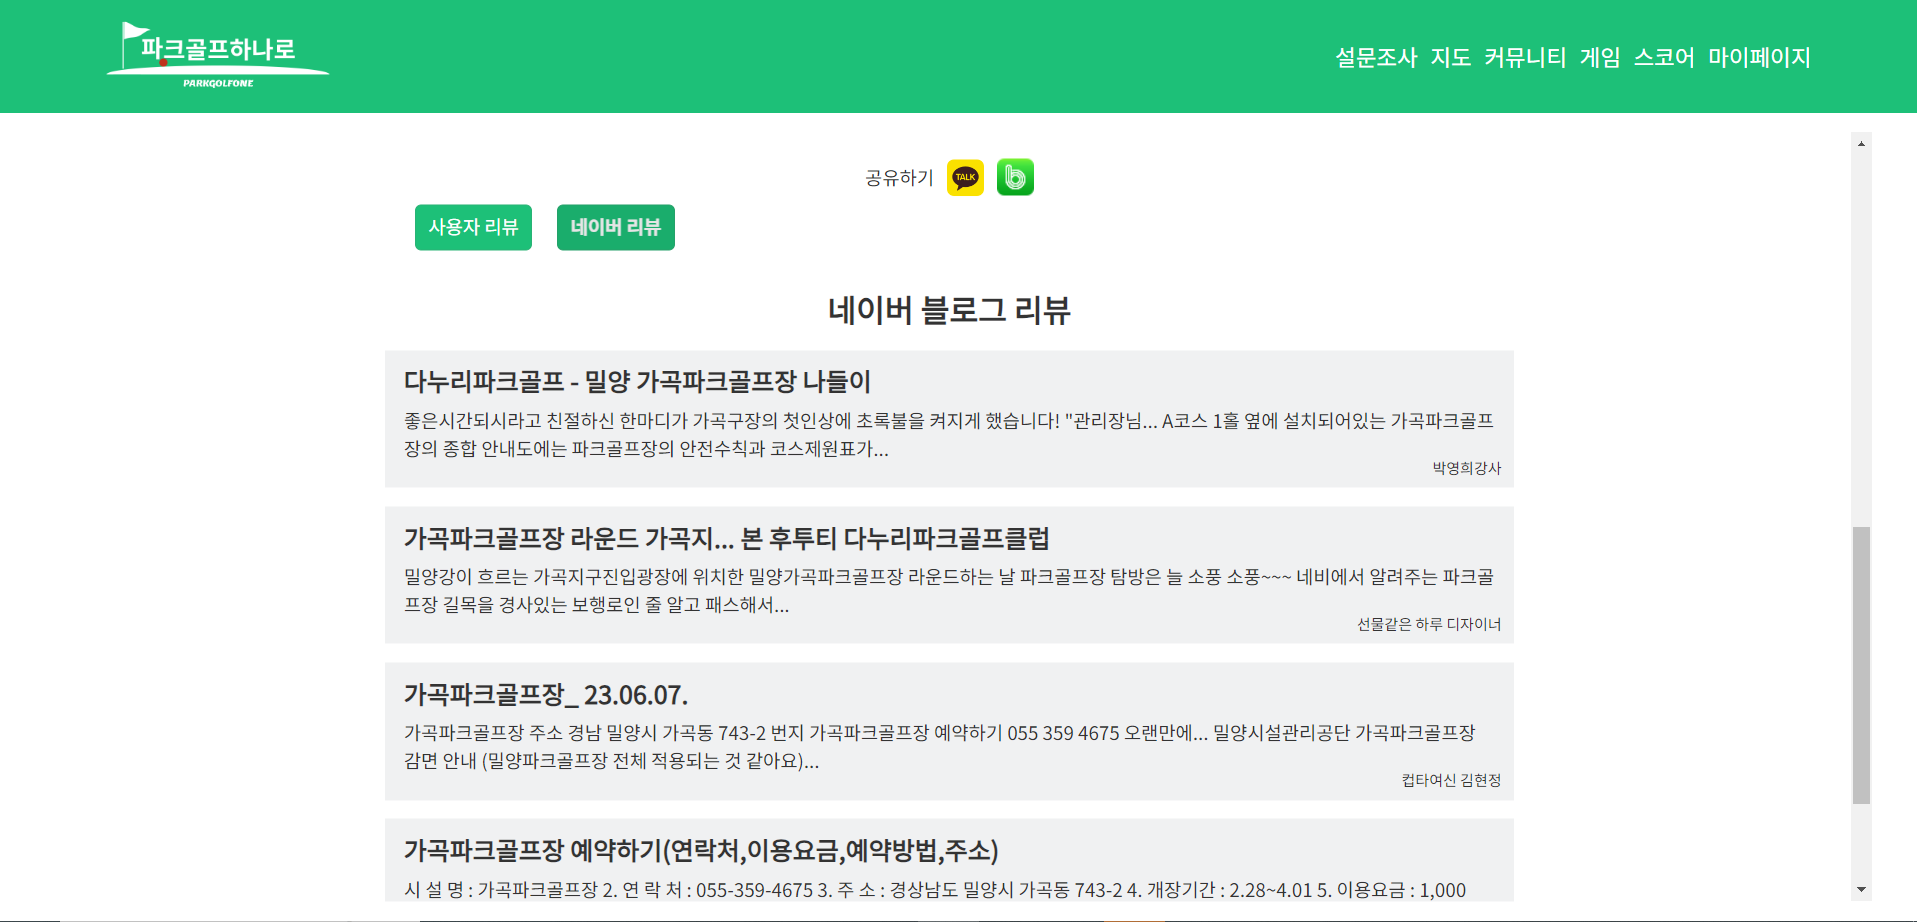 파크골프하나로
PARKGOLFONE
설문조사 지도 커뮤니티 게임 스코어 마이페이지
공유하기
TALK
사용자 리뷰
네이버 리뷰
네이버 블로그 리뷰
다누리파크골프 - 밀양 가곡파크골프장 나들이
좋은시간되시라고 친절하신 한마디가 가곡구장의 첫인상에 초록불을 켜지게 했습니다! "관리장님... A코스 1홀 옆에 설치되어있는 가곡파크골프
장의 종합 안내도에는 파크골프장의 안전수칙과 코스제원표가...
박영희강사
가곡파크골프장 라운드 가곡지... 본 후투티 다누리파크골프클럽
밀양강이 흐르는 가곡지구진입광장에 위치한 밀양가곡파크골프장 라운드하는 날 파크골프장 탐방은 늘 소풍 소풍~~~ 네비에서 알려주는 파크골
프장 길목을 경사있는 보행로인 줄 알고 패스해서...
선물같은 하루 디자이너
가곡파크골프장_ 23.06.07.
가곡파크골프장 주소 경남 밀양시 가곡동 743-2 번지 가곡파크골프장 예약하기 055 359 4675 오랜만에... 밀양시설관리공단 가곡파크골프장
감면 안내 (밀양파크골프장 전체 적용되는 것 같아요)...
컵타여신 김현정
가곡파크골프장 예약하기(연락처,이용요금,예약방법,주소)
시 설 명 : 가곡파크골프장 2. 연 락 처 : 055-359-4675 3. 주 소 : 경상남도 밀양시 가곡동 743-2 4. 개장기간 : 2.28~4.01 5. 이용요금 : 1,000